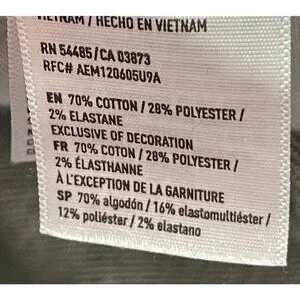 VIETNAM / HECHO EN VIETNAM
RN 54485/CA 03873
RFC# AEM120605U9A
EN 70% COTTON / 28% POLYESTER /
2% ELASTANE
EXCLUSIVE OF DECORATION
FR 70% COTON / 28% POLYESTER /
2% ÉLASTHANNE
À L'EXCEPTION DE LA GARNITURE
SP 70% algodón / 16% elastomultiéster /
12% poliéster / 2% elastano